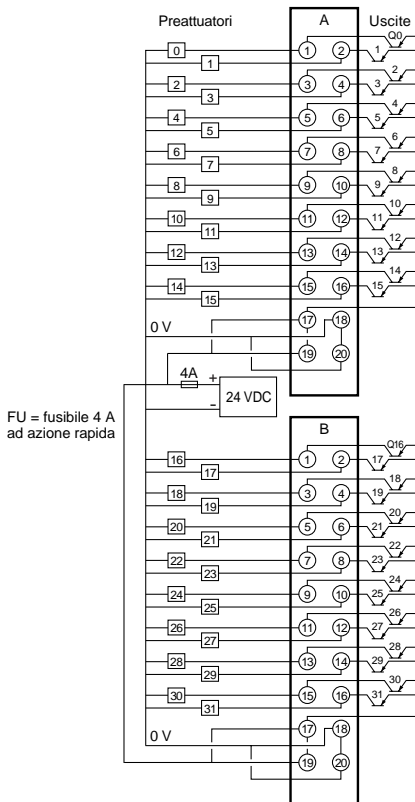 Preattuatori A Uscite
0 1 2 Q0
1 1
2 3 4 2
3 3
4 5 6 4
5 5
6 7 8 6
7 7
8 9 10 8
9 9
10 11 12 10
11 11
12 13 14 12
13 13
14 15 16 14
15 15
17 18
0 V
19 20
4A +
24 VDC
-
FU = fusibile 4 A
ad azione rapida
B
Q16
16 1 2 17
17
18
18 3 4 19
19
20
20 5 6 21
21
22
22 7 8 23
23
24
24 9 10 25
25
26
26 11 12 27
27
28
28 13 14 29
29
30
30 15 16 31
31
17 18
0 V
19 20